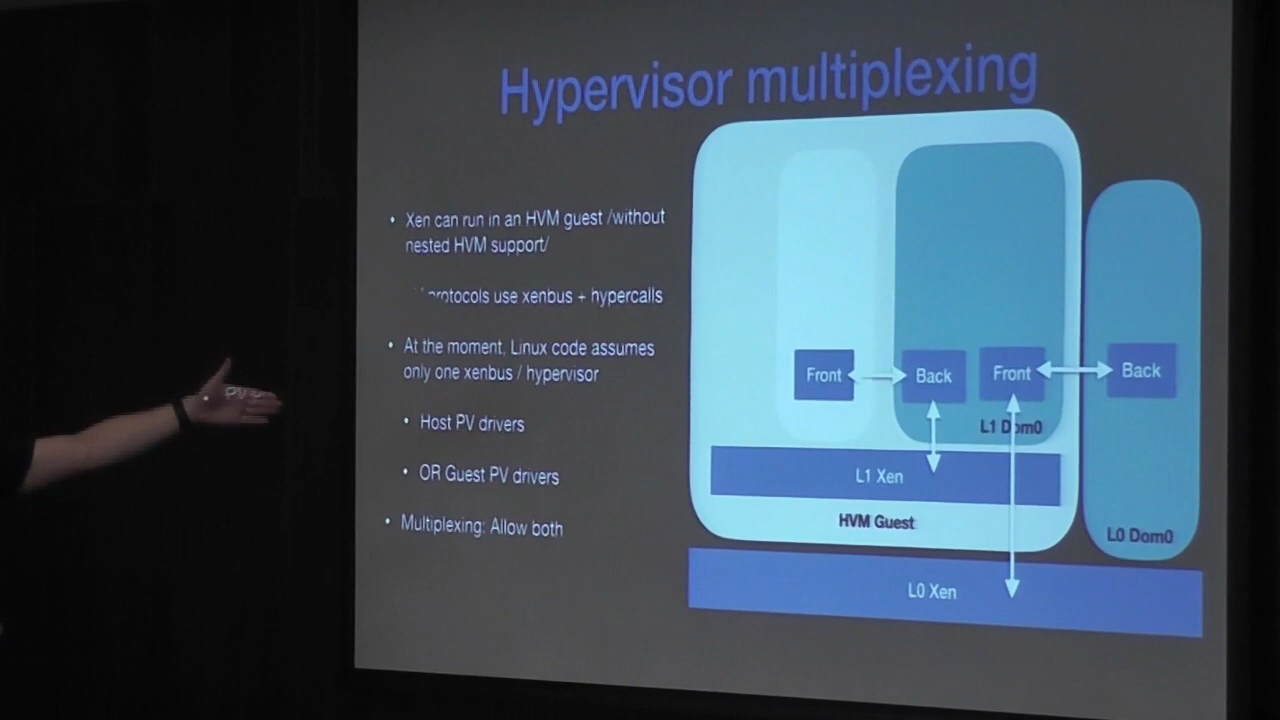 Hypervisor multiplexing
• Xen can run in an HVM guest /without
nested HVM support/
protocols use xenbus + hypercalls
• At the moment, Linux code assumes
only one xenbus / hypervisor
• Host PV drivers
• OR Guest PV drivers
• Multiplexing: Allow both
Front
Back
Front
Back
L1 Dom0
L1 Xen
HVM Guest
L0 Dom0
L0 Xen
PV